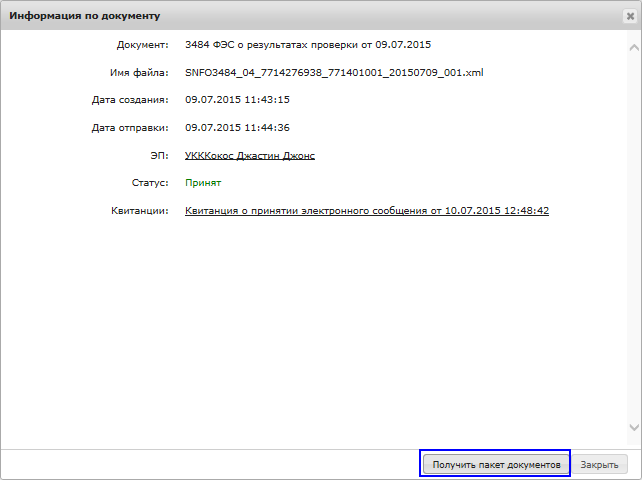 Информация по документу
Документ: 3484 ФЭС о результатах проверки от 09.07.2015
Имя файла: SNFO3484_04_7714276938_771401001_20150709_001.xml
Дата создания: 09.07.2015 11:43:15
Дата отправки: 09.07.2015 11:44:36
ЭП: УКККокос Джастин Джонс
Статус: Принят
Квитанции: Квитанция о принятии электронного сообщения от 10.07.2015 12:48:42
Получить пакет документов Закрыть